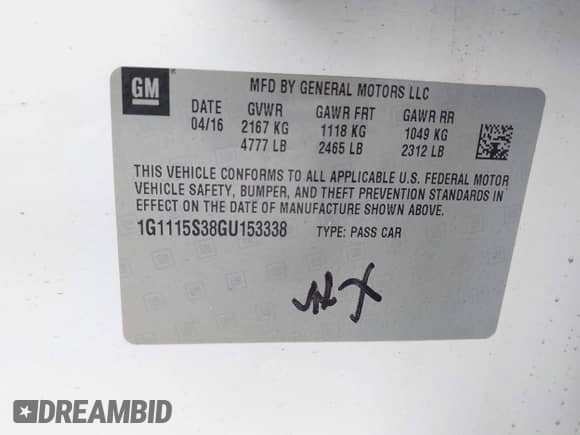 GM
MFD BY GENERAL MOTORS LLC
DATE GVWR GAWR FRT GAWR RR
04/16 2167 KG 1118 KG 1049 KG
4777 LB 2465 LB 2312 LB
THIS VEHICLE CONFORMS TO ALL APPLICABLE U.S. FEDERAL MOTOR
VEHICLE SAFETY, BUMPER, AND THEFT PREVENTION STANDARDS IN
EFFECT ON THE DATE OF MANUFACTURE SHOWN ABOVE.
1G1115S38GU153338 TYPE: PASS CAR
DREAMBID